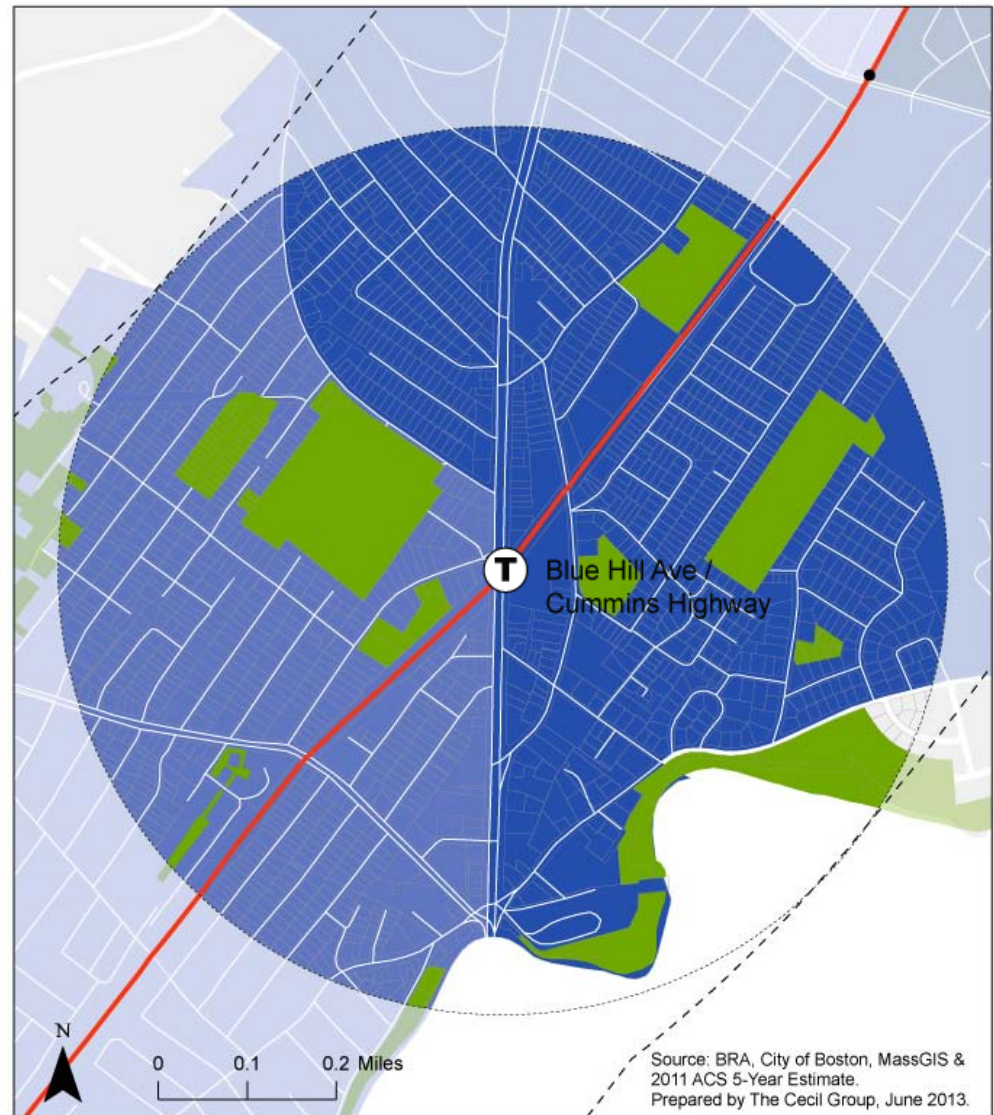 T
Blue Hill Ave /
Cummins Highway
N
0 0.1 0.2 Miles
Source: BRA, City of Boston, MassGIS &
2011 ACS 5-Year Estimate.
Prepared by The Cecil Group, June 2013.